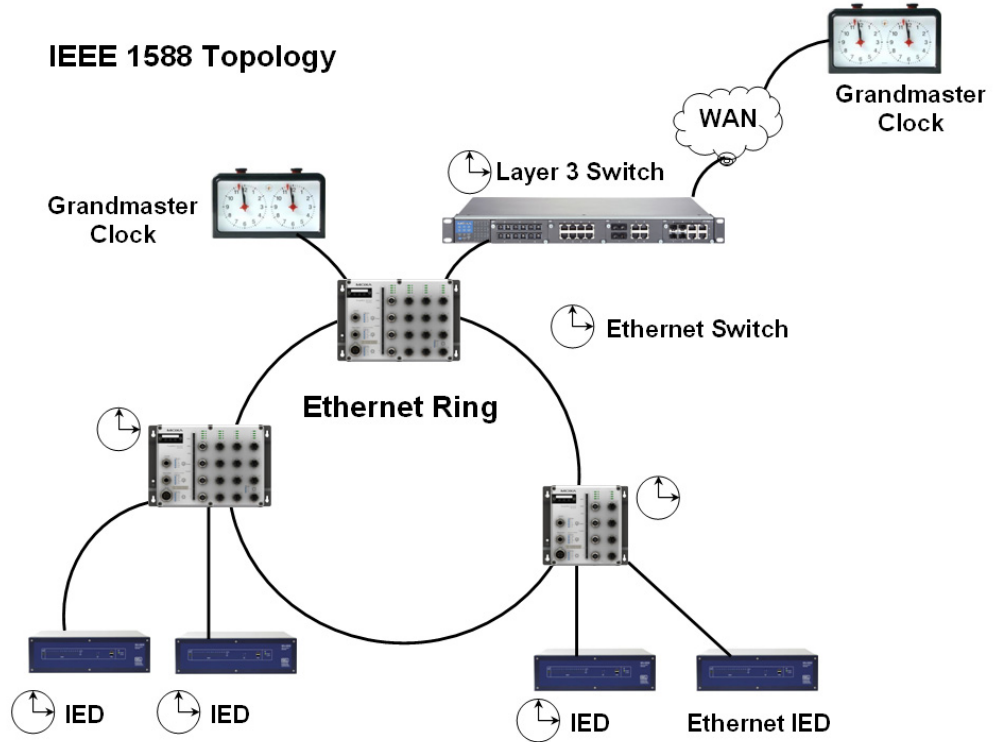 IEEE 1588 Topology
Grandmaster
Clock
WAN
Layer 3 Switch
Grandmaster
Clock
Ethernet Switch
Ethernet Ring
IED
IED
IED
Ethernet IED